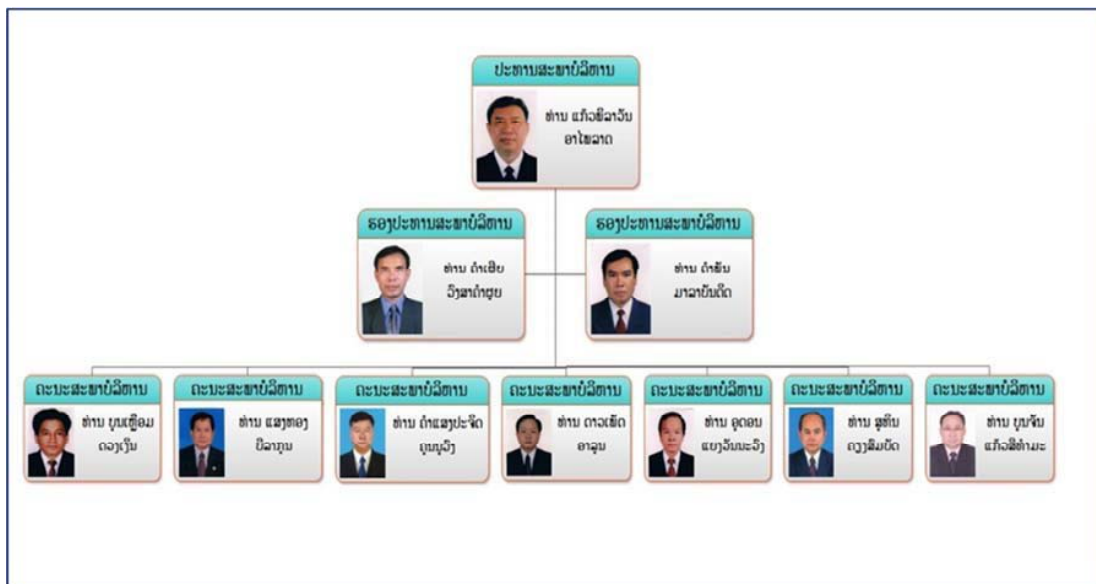 ປະທານສະພາບໍລິຫານ
ທ່ານ ແກ້ວພິລາວັນ
ອາໄພລາດ
ຮອງປະທານສະພາບໍລິຫານ
ທ່ານ ຄໍາເຜີຍ
ວົງສາຄໍາຜຸຍ
ຮອງປະທານສະພາບໍລິຫານ
ທ່ານ ຄໍາພັນ
ມາລາບັນດິດ
ຄະນະສະພາບໍລິຫານ
ທ່ານ ບຸນເຫຼືອມ
ດວງເງິນ
ຄະນະສະພາບໍລິຫານ
ທ່ານ ແສງທອງ
ປິລາກຸນ
ຄະນະສະພາບໍລິຫານ
ທ່ານ ຄໍາແສງປະຈິດ
ຄູນນຸວົງ
ຄະນະສະພາບໍລິຫານ
ທ່ານ ດາວເພັດ
ອາລຸນ
ຄະນະສະພາບໍລິຫານ
ທ່ານ ອຸດອນ
ແຍງວັນນະວົງ
ຄະນະສະພາບໍລິຫານ
ທ່ານ ສຸທິນ
ຄຽງສົມບັດ
ຄະນະສະພາບໍລິຫານ
ທ່ານ ບຸນຈັນ
ແກ້ວສີທໍາມະ